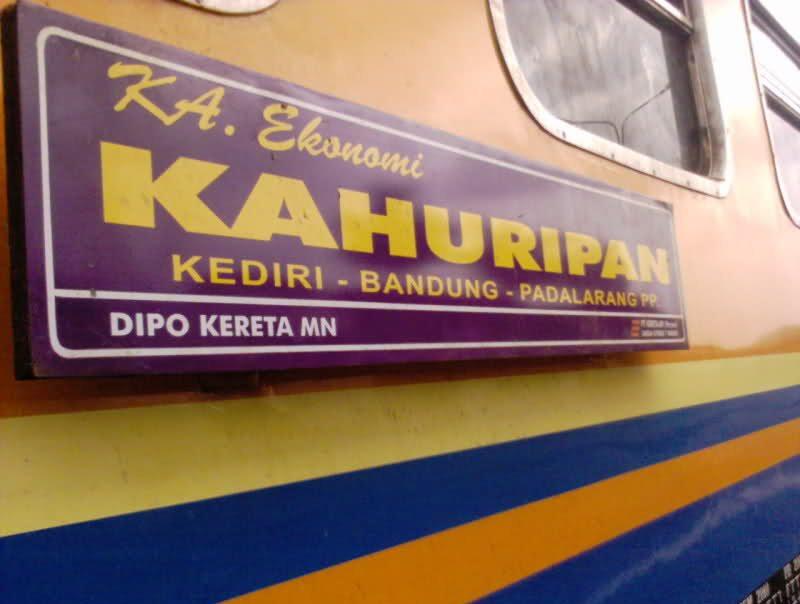 KA. Ekonomi
KAHURIPAN
KEDIRI - BANDUNG - PADALARANG PP.
DIPO KERETA MN